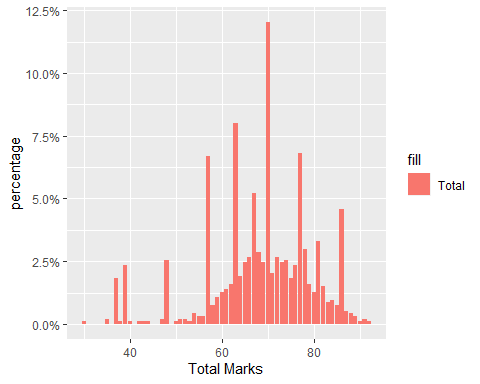 12.5%
10.0%
7.5%
5.0%
2.5%
0.0%
percentage
40 60 80
Total Marks
fill
Total